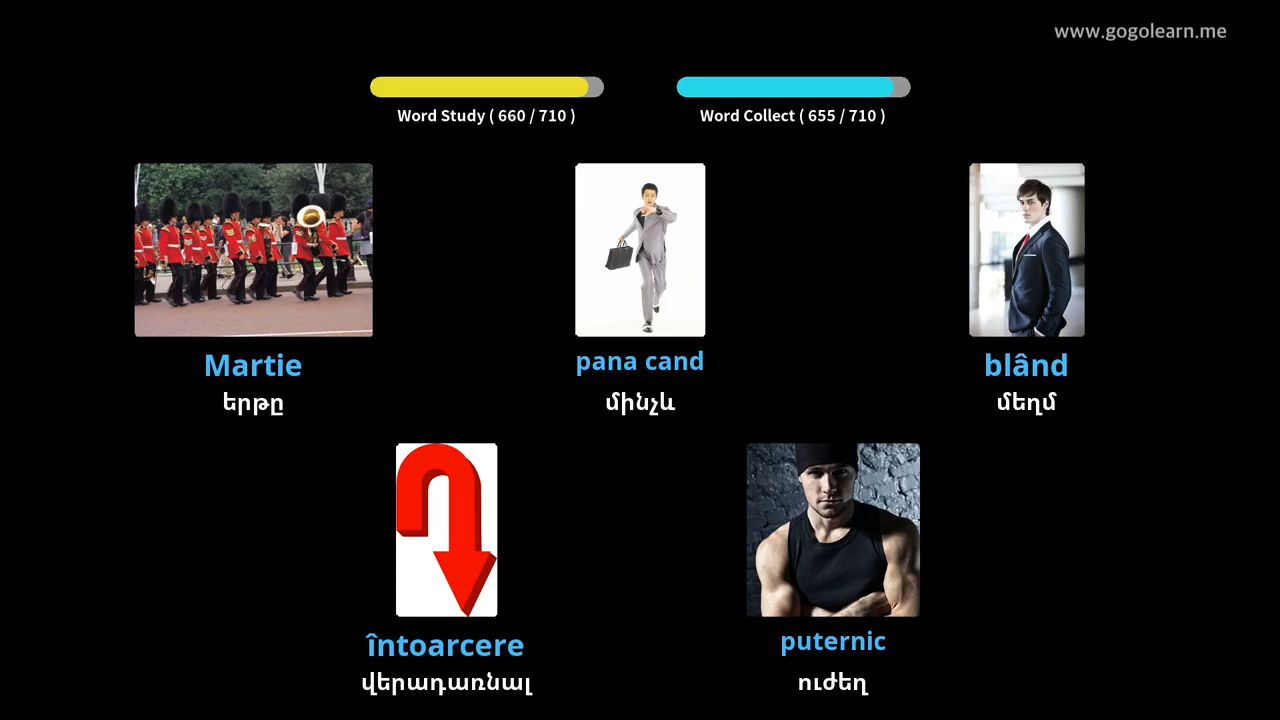 www.gogolearn.me
Word Study ( 660 / 710 )
Word Collect ( 655 / 710 )
Martie
երթը
pana cand
մինչև
blând
մեղմ
întoarcere
վերադառնալ
puternic
ուժեղ